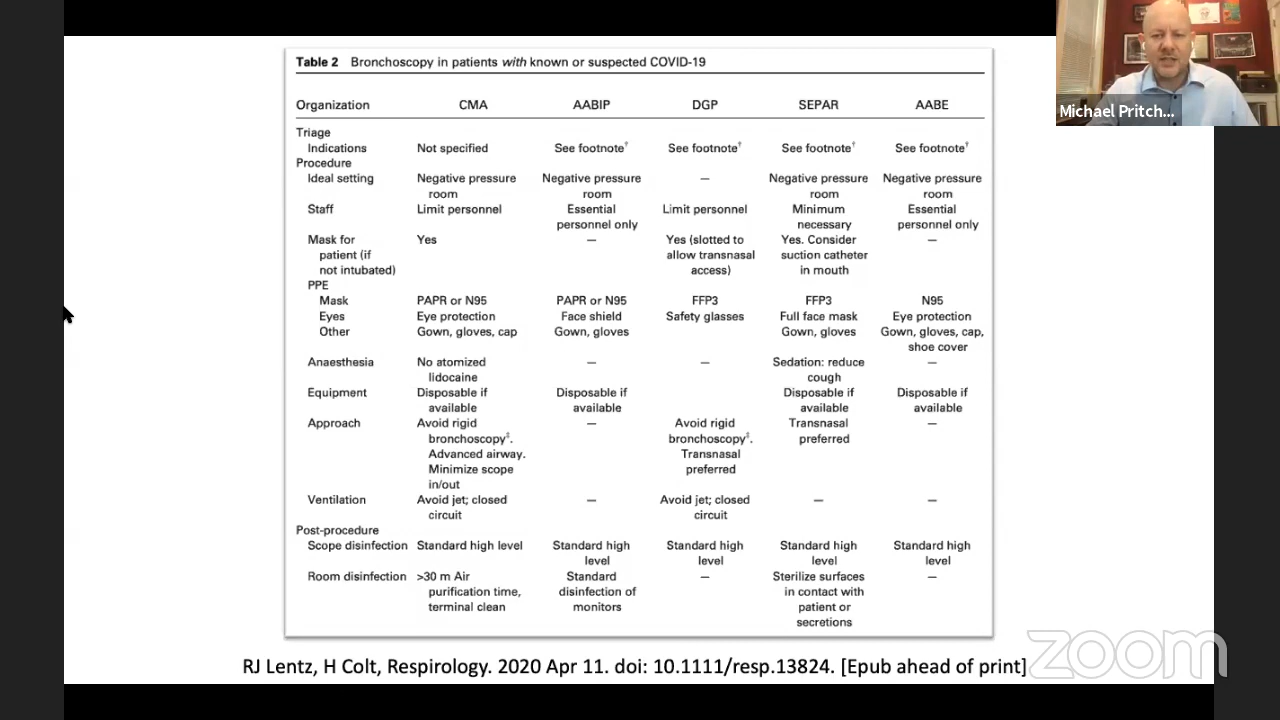 Table 2 Bronchoscopy in patients with known or suspected COVID-19
Michael Pritch...
Organization CMA AABIP DGP SEPAR AABE
Triage
Indications Not specified See footnote† See footnote† See footnote† See footnote†
Procedure
Ideal setting Negative pressure Negative pressure — Negative pressure Negative pressure
room room room room
Staff Limit personnel Essential Limit personnel Minimum Essential
personnel only necessary personnel only
Mask for Yes — Yes (slotted to Yes. Consider —
patient (if allow transnasal suction catheter
not intubated) access) in mouth
PPE
Mask PAPR or N95 PAPR or N95 FFP3 FFP3 N95
Eyes Eye protection Face shield Safety glasses Full face mask Eye protection
Other Gown, gloves, cap Gown, gloves Gown, gloves Gown, gloves, cap,
shoe cover
Anaesthesia No atomized — — Sedation: reduce —
lidocaine cough
Equipment Disposable if Disposable if Disposable if Disposable if
available available available available
Approach Avoid rigid — Avoid rigid Transnasal —
bronchoscopy‡. bronchoscopy‡. preferred
Advanced airway. Transnasal
Minimize scope preferred
in/out
Ventilation Avoid jet; closed — Avoid jet; closed — —
circuit circuit
Post-procedure
Scope disinfection Standard high level Standard high Standard high Standard high Standard high
level level level level
Room disinfection >30 m Air Standard — Sterilize surfaces —
purification time, disinfection of in contact with
terminal clean monitors patient or
secretions
RJ Lentz, H Colt, Respirology. 2020 Apr 11. doi: 10.1111/resp.13824. [Epub ahead of print]
zoom